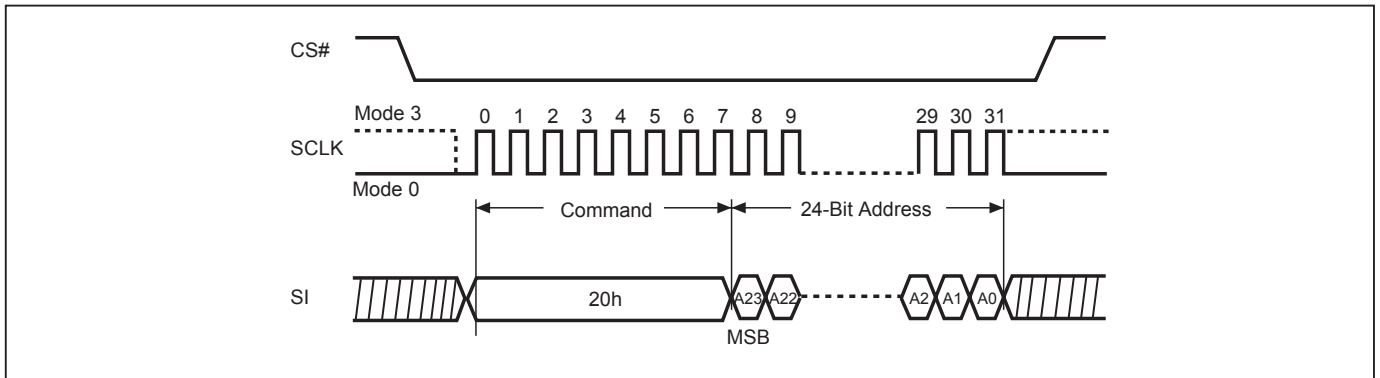 CS#
Mode 3
0 1 2 3 4 5 6 7 8 9 29 30 31
SCLK
Mode 0
Command 24-Bit Address
SI 20h A23 A22 A2 A1 A0
MSB